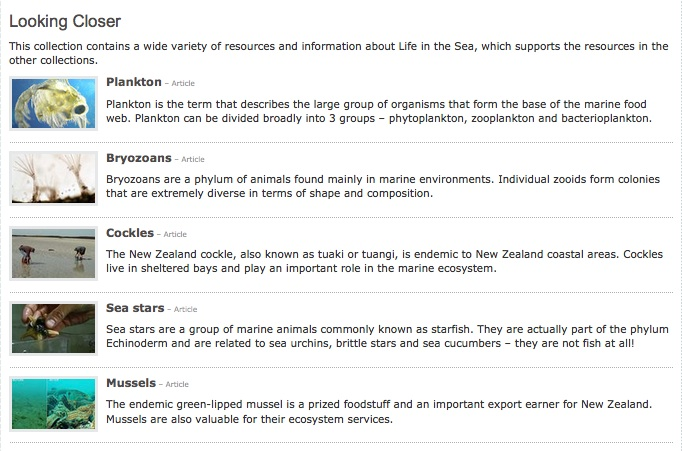 Looking Closer
This collection contains a wide variety of resources and information about Life in the Sea, which supports the resources in the
other collections.
Plankton – Article
Plankton is the term that describes the large group of organisms that form the base of the marine food
web. Plankton can be divided broadly into 3 groups – phytoplankton, zooplankton and bacterioplankton.
Bryozoans – Article
Bryozoans are a phylum of animals found mainly in marine environments. Individual zooids form colonies
that are extremely diverse in terms of shape and composition.
Cockles – Article
The New Zealand cockle, also known as tuaki or tuangi, is endemic to New Zealand coastal areas. Cockles
live in sheltered bays and play an important role in the marine ecosystem.
Sea stars – Article
Sea stars are a group of marine animals commonly known as starfish. They are actually part of the phylum
Echinoderm and are related to sea urchins, brittle stars and sea cucumbers – they are not fish at all!
Mussels – Article
The endemic green-lipped mussel is a prized foodstuff and an important export earner for New Zealand.
Mussels are also valuable for their ecosystem services.